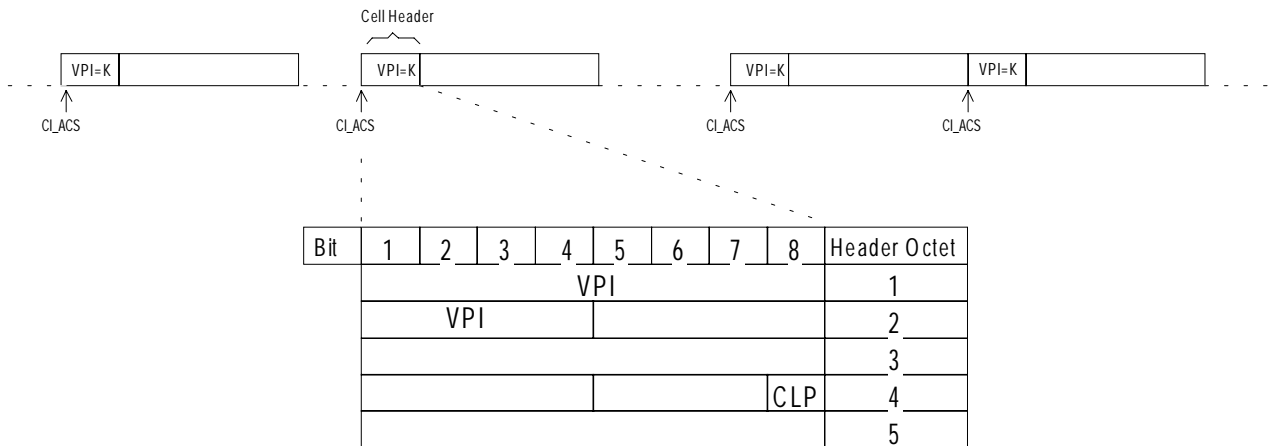 Cell Header
VPI=K VPI=K VPI=K VPI=K
CI_ACS CI_ACS CI_ACS CI_ACS
Bit 1 2 3 4 5 6 7 8 Header Octet
VPI 1
VPI 2
3
CLP 4
5